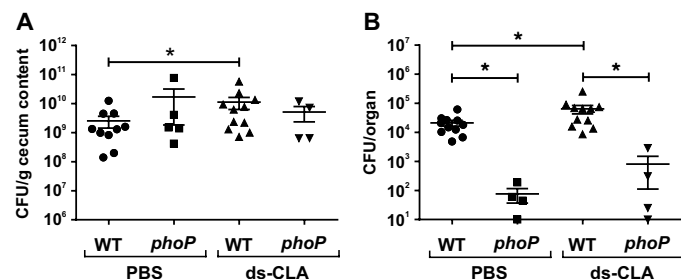 A
CFU/g cecum content
10¹²
10¹¹
10¹⁰
10⁹
10⁸
10⁷
10⁶
*
WT phoP WT phoP
PBS ds-CLA
B
CFU/organ
10⁷
10⁶
10⁵
10⁴
10³
10²
10¹
*
* *
WT phoP WT phoP
PBS ds-CLA